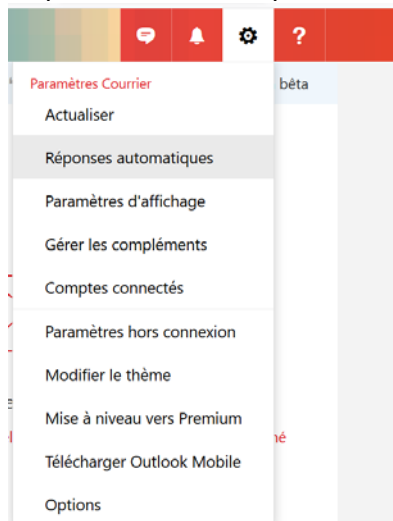 ?
Paramètres Courrier
bêta
Actualiser
Réponses automatiques
Paramètres d'affichage
Gérer les compléments
Comptes connectés
Paramètres hors connexion
Modifier le thème
Mise à niveau vers Premium
Télécharger Outlook Mobile
Options